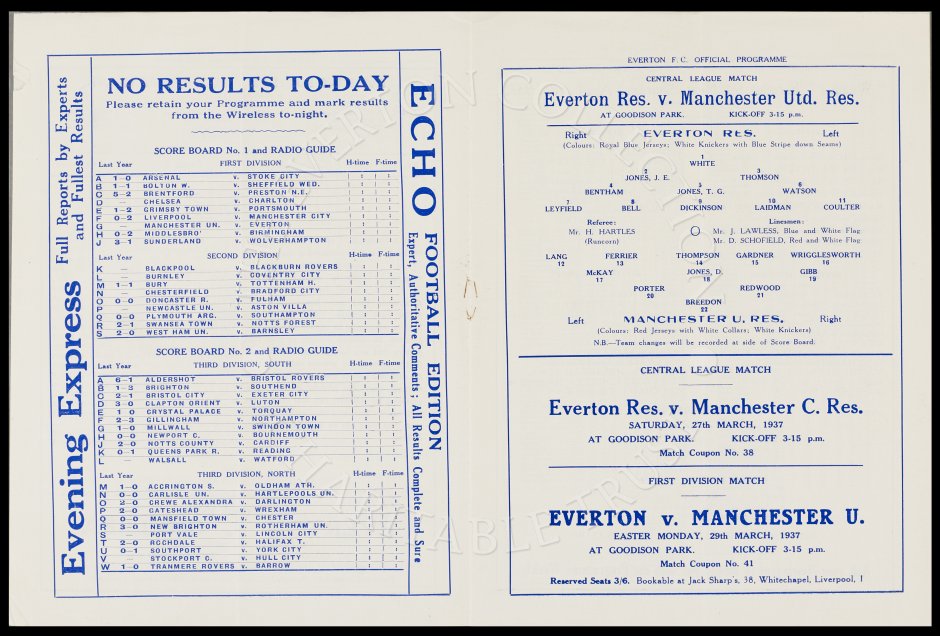 Evening Express Full Reports by Experts
and Fullest Results
NO RESULTS TO-DAY
Please retain your Programme and mark results
from the Wireless to-night.
SCORE BOARD No. 1 and RADIO GUIDE
Last Year FIRST DIVISION H-time F-time
A 1—0 ARSENAL v. STOKE CITY : :
B 1—1 BOLTON W. v. SHEFFIELD WED. : :
C 5—2 BRENTFORD v. PRESTON N.E. : :
D — CHELSEA v. CHARLTON : :
E 1—2 GRIMSBY TOWN v. PORTSMOUTH : :
F 0—2 LIVERPOOL v. MANCHESTER CITY : :
G — MANCHESTER UN. v. EVERTON : :
H 0—2 MIDDLESBRO' v. BIRMINGHAM : :
J 3—1 SUNDERLAND v. WOLVERHAMPTON : :
SECOND DIVISION H-time F-time
K — BLACKPOOL v. BLACKBURN ROVERS : :
L — BURNLEY v. COVENTRY CITY : :
M 1—1 BURY v. TOTTENHAM H. : :
N — CHESTERFIELD v. BRADFORD CITY : :
O 0—0 DONCASTER R. v. FULHAM : :
P — NEWCASTLE UN. v. ASTON VILLA : :
Q 0—0 PLYMOUTH ARG. v. SOUTHAMPTON : :
R 2—1 SWANSEA TOWN v. NOTTS FOREST : :
S 2—0 WEST HAM UN. v. BARNSLEY : :
SCORE BOARD No. 2 and RADIO GUIDE
Last Year THIRD DIVISION, SOUTH H-time F-time
A 6—1 ALDERSHOT v. BRISTOL ROVERS : :
B 1—3 BRIGHTON v. SOUTHEND : :
C 2—1 BRISTOL CITY v. EXETER CITY : :
D 3—0 CLAPTON ORIENT v. LUTON : :
E 1—0 CRYSTAL PALACE v. TORQUAY : :
F 2—3 GILLINGHAM v. NORTHAMPTON : :
G 1—0 MILLWALL v. SWINDON TOWN : :
H 0—0 NEWPORT C. v. BOURNEMOUTH : :
J 2—0 NOTTS COUNTY v. CARDIFF : :
K 0—1 QUEENS PARK R. v. READING : :
L — WALSALL v. WATFORD : :
Last Year THIRD DIVISION, NORTH H-time F-time
M 1—0 ACCRINGTON S. v. OLDHAM ATH. : :
N 0—0 CARLISLE UN. v. HARTLEPOOLS UN. : :
O 2—0 CREWE ALEXANDRA v. DARLINGTON : :
P 2—0 GATESHEAD v. WREXHAM : :
Q 0—0 MANSFIELD TOWN v. CHESTER : :
R 3—0 NEW BRIGHTON v. ROTHERHAM UN. : :
S — PORT VALE v. LINCOLN CITY : :
T 2—0 ROCHDALE v. HALIFAX T. : :
U 0—1 SOUTHPORT v. YORK CITY : :
V — STOCKPORT C. v. HULL CITY : :
W 1—0 TRANMERE ROVERS v. BARROW : :
ECHO FOOTBALL EDITION
Expert, Authoritative Comments; All Results Complete and Sure
EVERTON F.C. OFFICIAL PROGRAMME
CENTRAL LEAGUE MATCH
Everton Res. v. Manchester Utd. Res.
AT GOODISON PARK. KICK-OFF 3-15 p.m.
Right EVERTON RES. Left
(Colours: Royal Blue Jerseys; White Knickers with Blue Stripe down Seams)
1
WHITE
2 3
JONES, J. E. THOMSON
4 5 6
BENTHAM JONES, T. G. WATSON
7 8 9 10 11
LEYFIELD BELL DICKINSON LAIDMAN COULTER
Referee: Linesmen:
Mr. H. HARTLES O Mr. J. LAWLESS, Blue and White Flag
(Runcorn) Mr. D. SCHOFIELD, Red and White Flag
LANG FERRIER THOMPSON GARDNER WRIGGLESWORTH
12 13 14 15 16
McKAY JONES, D. GIBB
17 18 19
PORTER REDWOOD
20 21
BREEDON
22
Left MANCHESTER U. RES. Right
(Colours: Red Jerseys with White Collars; White Knickers)
N.B.—Team changes will be recorded at side of Score Board.
CENTRAL LEAGUE MATCH
Everton Res. v. Manchester C. Res.
SATURDAY, 27th MARCH, 1937
AT GOODISON PARK. KICK-OFF 3-15 p.m.
Match Coupon No. 38
FIRST DIVISION MATCH
EVERTON v. MANCHESTER U.
EASTER MONDAY, 29th MARCH, 1937
AT GOODISON PARK. KICK-OFF 3-15 p.m.
Match Coupon No. 41
Reserved Seats 3/6. Bookable at Jack Sharp's, 38, Whitechapel, Liverpool, 1